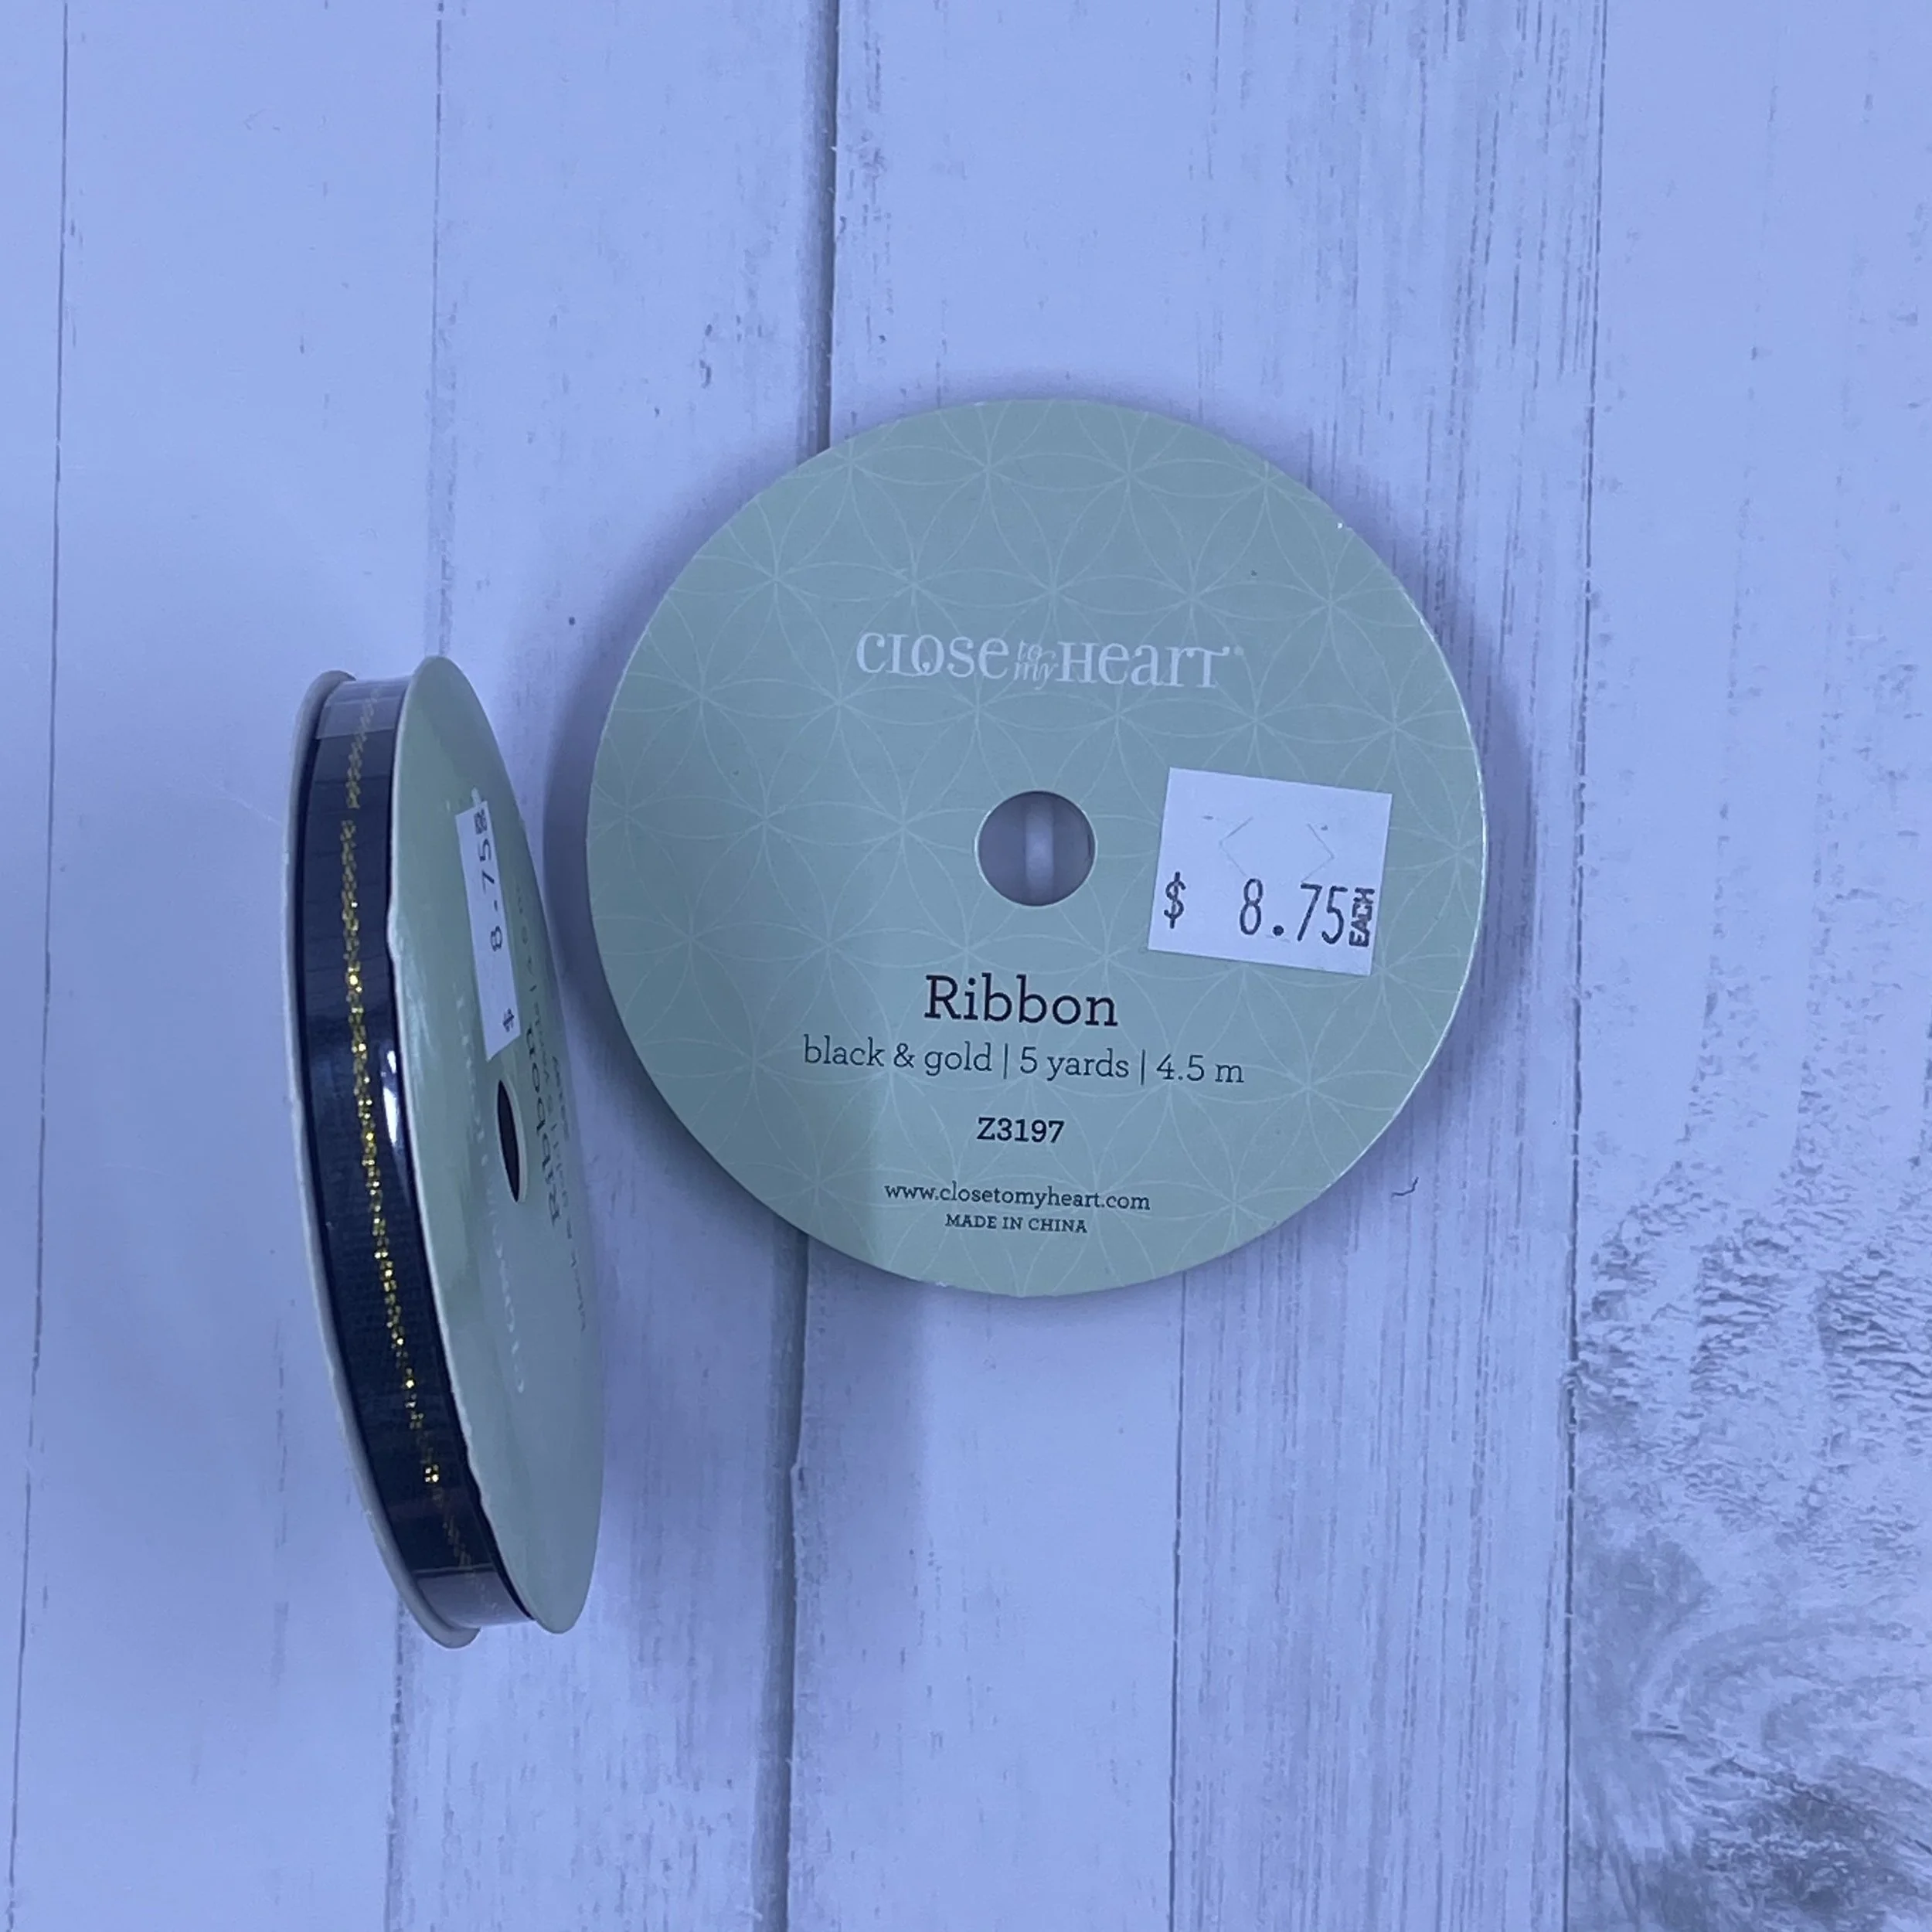 CLOSE to my HEART®
$ 8.75 EACH
Ribbon
black & gold | 5 yards | 4.5 m
Z3197
www.closetomyheart.com
MADE IN CHINA
$ 8.75
Ribbon